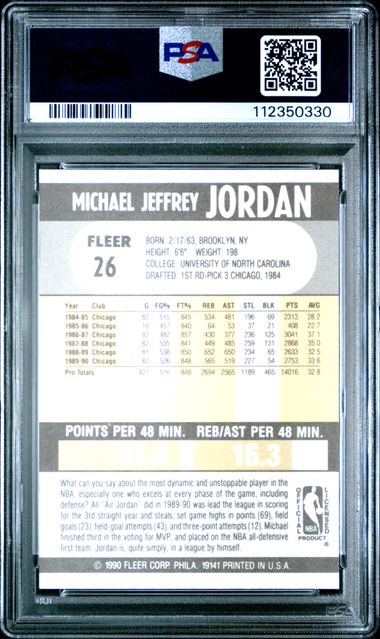 PSA
112350330
MICHAEL JEFFREY JORDAN
FLEER
26
BORN 2/17/63, BROOKLYN, NY
HEIGHT: 6'6" WEIGHT: 198
COLLEGE: UNIVERSITY OF NORTH CAROLINA
DRAFTED: 1ST RD-PICK 3 CHICAGO, 1984
Year Club G FG% FT% REB AST STL BLK PTS AVG
1984-85 Chicago 82 515 845 534 481 196 69 2313 28.2
1985-86 Chicago 18 457 840 64 53 37 21 408 22.7
1986-87 Chicago 82 482 857 430 377 236 125 3041 37.1
1987-88 Chicago 82 535 841 449 485 259 131 2868 35.0
1988-89 Chicago 81 538 850 652 650 234 65 2633 32.5
1989-90 Chicago 82 526 848 565 519 227 54 2753 33.6
Pro Totals 427 516 848 2694 2565 1189 465 14016 32.8
POINTS PER 48 MIN. REB/AST PER 48 MIN.
16.3
What can you say about the most dynamic and unstoppable player in the
NBA, especially one who excels at every phase of the game, including
defense? All "Air Jordan" did in 1989-90 was lead the league in scoring
for the 3rd straight year and steals, set or points (69), field
goals (23), field-goal attempts (43), and three-point attempts (12). Michael
finished third in the voting for MVP, and was placed on the NBA all-defensive
first team. Jordan is, quite simply, in a league by himself.
OFFICIAL LICENSED
NBA
PRODUCT
®
© 1990 FLEER CORP. PHILA. 19141 PRINTED IN U.S.A.
PSA